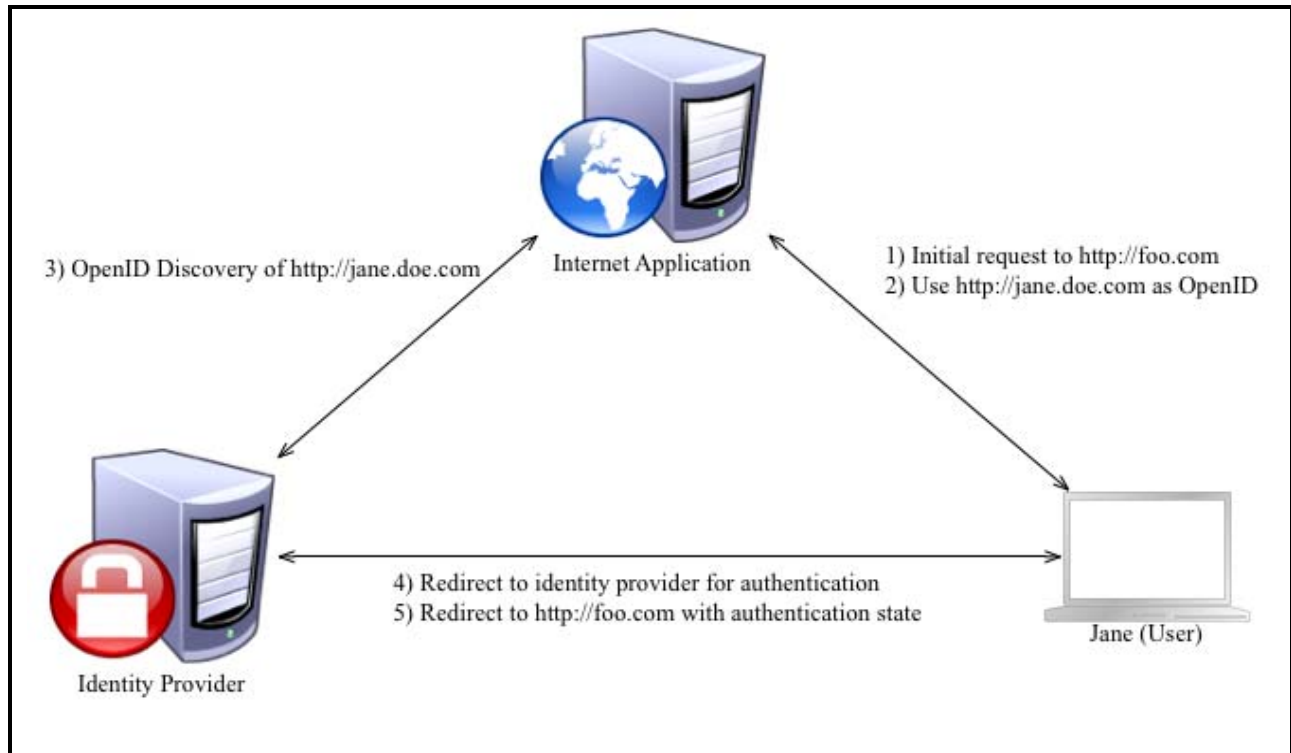 Internet Application
3) OpenID Discovery of http://jane.doe.com
1) Initial request to http://foo.com
2) Use http://jane.doe.com as OpenID
4) Redirect to identity provider for authentication
5) Redirect to http://foo.com with authentication state
Jane (User)
Identity Provider